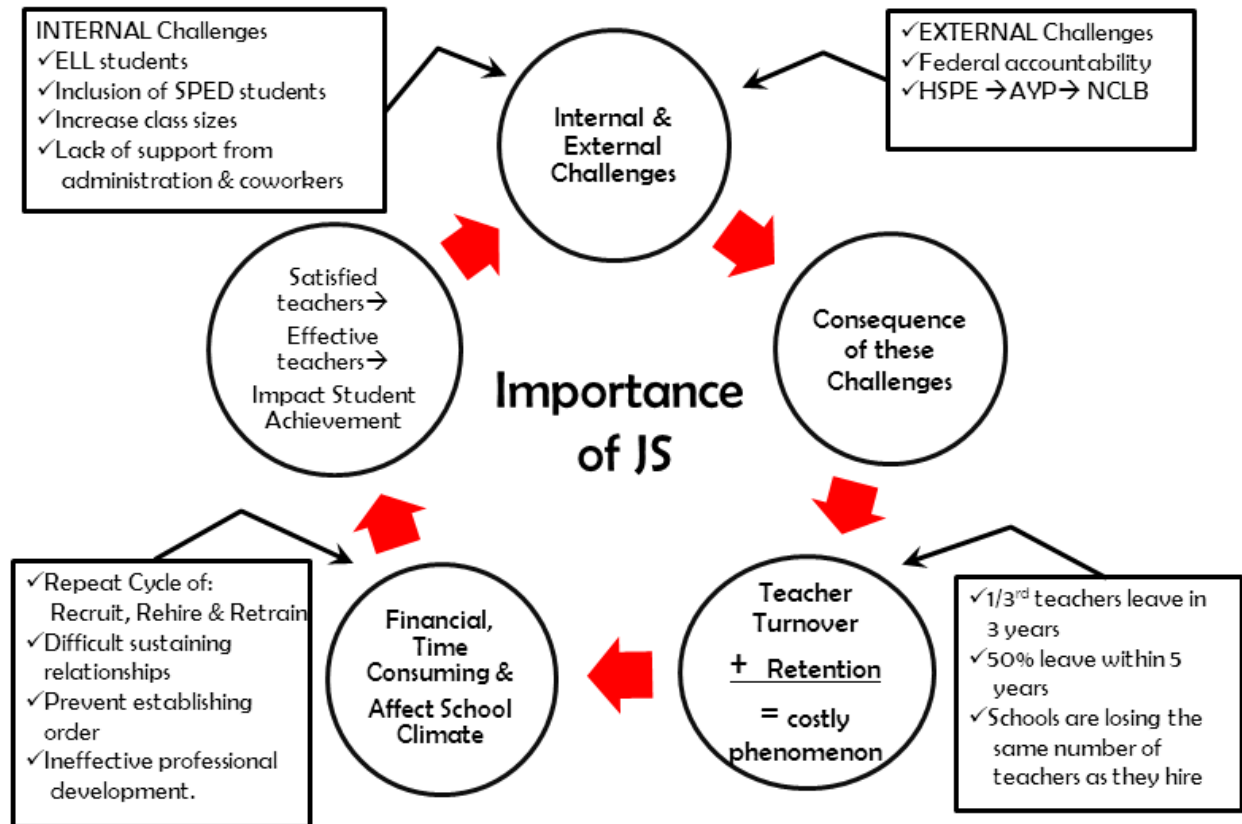 INTERNAL Challenges
✓ELL students
✓Inclusion of SPED students
✓Increase class sizes
✓Lack of support from
administration & coworkers
✓EXTERNAL Challenges
✓Federal accountability
✓HSPE →AYP→ NCLB
Internal &
External
Challenges
Consequence
of these
Challenges
Satisfied
teachers→
Effective
teachers→
Impact Student
Achievement
Importance
of JS
Teacher
Turnover
+ Retention
= costly
phenomenon
✓1/3rd teachers leave in
3 years
✓50% leave within 5
years
✓Schools are losing the
same number of
teachers as they hire
Financial,
Time
Consuming &
Affect School
Climate
✓Repeat Cycle of:
Recruit, Rehire & Retrain
✓Difficult sustaining
relationships
✓Prevent establishing
order
✓Ineffective professional
development.